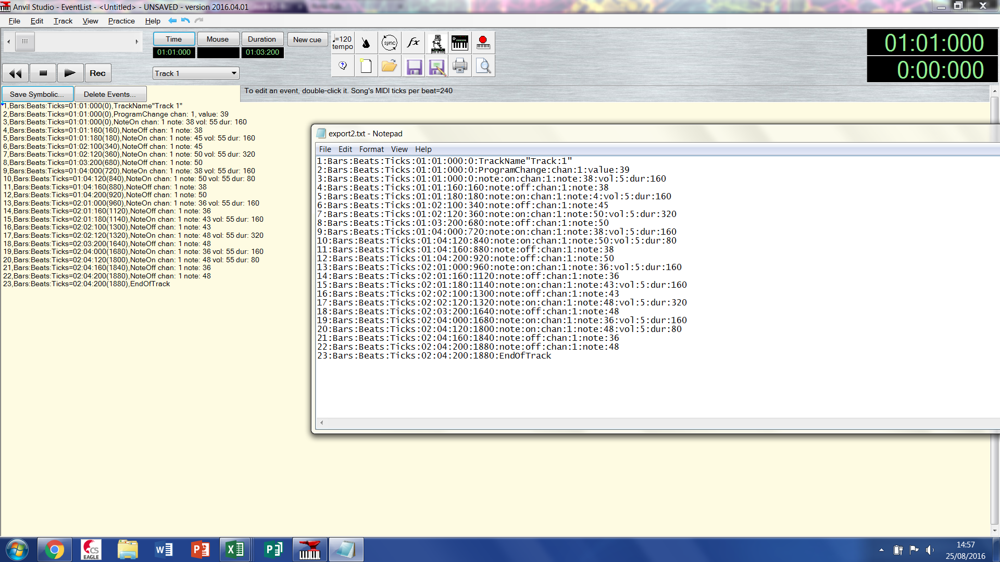 Anvil Studio - EventList - <Untitled> - UNSAVED - version 2016.04.01
File Edit Track View Practice Help
Time Mouse Duration New cue
01:01:000 01:03:200
♩=120
tempo
sync
fx
01:01:000
0:00:000
Rec
Track 1
Save Symbolic... Delete Events...
To edit an event, double-click it. Song's MIDI ticks per beat=240
1,Bars:Beats:Ticks=01:01:000(0),TrackName"Track 1"
2,Bars:Beats:Ticks=01:01:000(0),ProgramChange chan: 1, value: 39
3,Bars:Beats:Ticks=01:01:000(0),NoteOn chan: 1 note: 38 vol: 55 dur: 160
4,Bars:Beats:Ticks=01:01:160(160),NoteOff chan: 1 note: 38
5,Bars:Beats:Ticks=01:01:180(180),NoteOn chan: 1 note: 45 vol: 55 dur: 160
6,Bars:Beats:Ticks=01:02:100(340),NoteOff chan: 1 note: 45
7,Bars:Beats:Ticks=01:02:120(360),NoteOn chan: 1 note: 50 vol: 55 dur: 320
8,Bars:Beats:Ticks=01:03:200(680),NoteOff chan: 1 note: 50
9,Bars:Beats:Ticks=01:04:000(720),NoteOn chan: 1 note: 38 vol: 55 dur: 160
10,Bars:Beats:Ticks=01:04:120(840),NoteOn chan: 1 note: 50 vol: 55 dur: 80
11,Bars:Beats:Ticks=01:04:160(880),NoteOff chan: 1 note: 38
12,Bars:Beats:Ticks=01:04:200(920),NoteOff chan: 1 note: 50
13,Bars:Beats:Ticks=02:01:000(960),NoteOn chan: 1 note: 36 vol: 55 dur: 160
14,Bars:Beats:Ticks=02:01:160(1120),NoteOff chan: 1 note: 36
15,Bars:Beats:Ticks=02:01:180(1140),NoteOn chan: 1 note: 43 vol: 55 dur: 160
16,Bars:Beats:Ticks=02:02:100(1300),NoteOff chan: 1 note: 43
17,Bars:Beats:Ticks=02:02:120(1320),NoteOn chan: 1 note: 48 vol: 55 dur: 320
18,Bars:Beats:Ticks=02:03:200(1640),NoteOff chan: 1 note: 48
19,Bars:Beats:Ticks=02:04:000(1680),NoteOn chan: 1 note: 36 vol: 55 dur: 160
20,Bars:Beats:Ticks=02:04:120(1800),NoteOn chan: 1 note: 48 vol: 55 dur: 80
21,Bars:Beats:Ticks=02:04:160(1840),NoteOff chan: 1 note: 36
22,Bars:Beats:Ticks=02:04:200(1880),NoteOff chan: 1 note: 48
23,Bars:Beats:Ticks=02:04:200(1880),EndOfTrack
export2.txt - Notepad
File Edit Format View Help
1:Bars:Beats:Ticks:01:01:000:0:TrackName"Track:1"
2:Bars:Beats:Ticks:01:01:000:0:ProgramChange:chan:1:value:39
3:Bars:Beats:Ticks:01:01:000:0:note:on:chan:1:note:38:vol:5:dur:160
4:Bars:Beats:Ticks:01:01:160:160:note:off:chan:1:note:38
5:Bars:Beats:Ticks:01:01:180:180:note:on:chan:1:note:4:vol:5:dur:160
6:Bars:Beats:Ticks:01:02:100:340:note:off:chan:1:note:45
7:Bars:Beats:Ticks:01:02:120:360:note:on:chan:1:note:50:vol:5:dur:320
8:Bars:Beats:Ticks:01:03:200:680:note:off:chan:1:note:50
9:Bars:Beats:Ticks:01:04:000:720:note:on:chan:1:note:38:vol:5:dur:160
10:Bars:Beats:Ticks:01:04:120:840:note:on:chan:1:note:50:vol:5:dur:80
11:Bars:Beats:Ticks:01:04:160:880:note:off:chan:1:note:38
12:Bars:Beats:Ticks:01:04:200:920:note:off:chan:1:note:50
13:Bars:Beats:Ticks:02:01:000:960:note:on:chan:1:note:36:vol:5:dur:160
14:Bars:Beats:Ticks:02:01:160:1120:note:off:chan:1:note:36
15:Bars:Beats:Ticks:02:01:180:1140:note:on:chan:1:note:43:vol:5:dur:160
16:Bars:Beats:Ticks:02:02:100:1300:note:off:chan:1:note:43
17:Bars:Beats:Ticks:02:02:120:1320:note:on:chan:1:note:48:vol:5:dur:320
18:Bars:Beats:Ticks:02:03:200:1640:note:off:chan:1:note:48
19:Bars:Beats:Ticks:02:04:000:1680:note:on:chan:1:note:36:vol:5:dur:160
20:Bars:Beats:Ticks:02:04:120:1800:note:on:chan:1:note:48:vol:5:dur:80
21:Bars:Beats:Ticks:02:04:160:1840:note:off:chan:1:note:36
22:Bars:Beats:Ticks:02:04:200:1880:note:off:chan:1:note:48
23:Bars:Beats:Ticks:02:04:200:1880:EndOfTrack
CS
EAGLE
14:57
25/08/2016